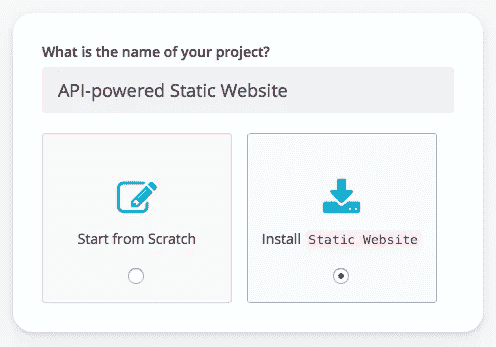 What is the name of your project?
API-powered Static Website
Start from Scratch
Install Static Website